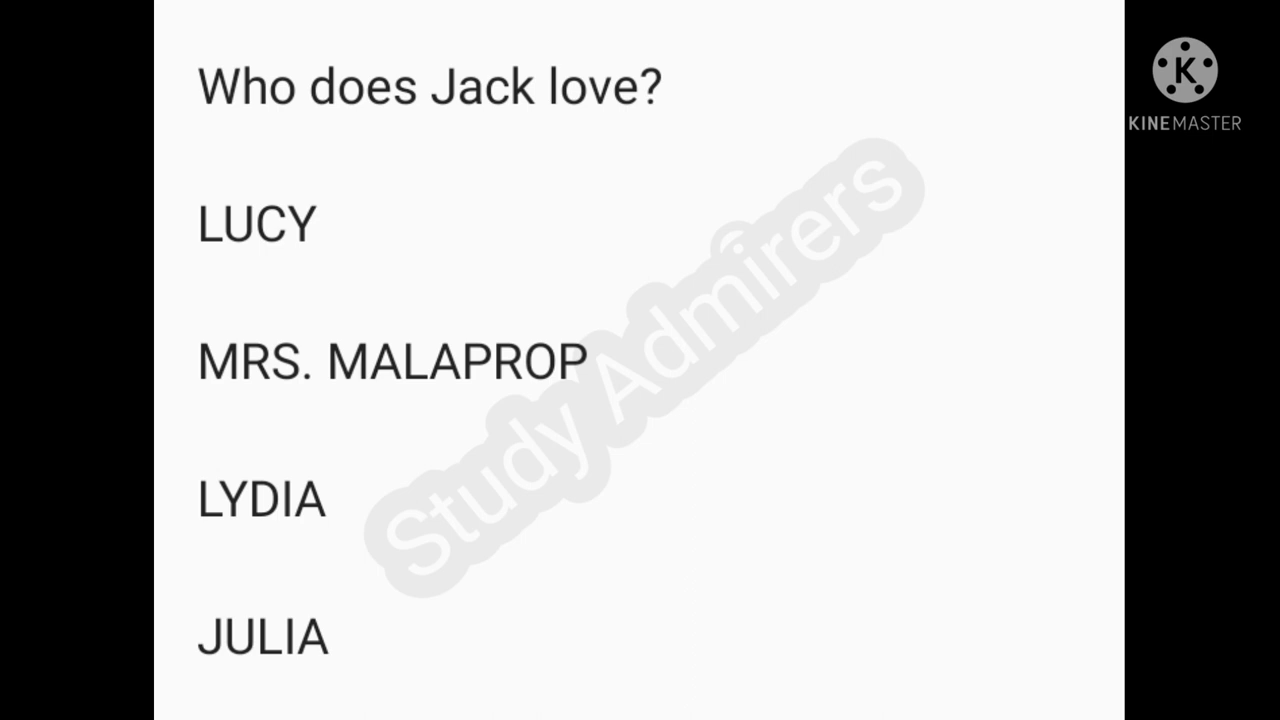 Who does Jack love?
LUCY
MRS. MALAPROP
LYDIA
JULIA
Study Admirers
K
KINEMASTER